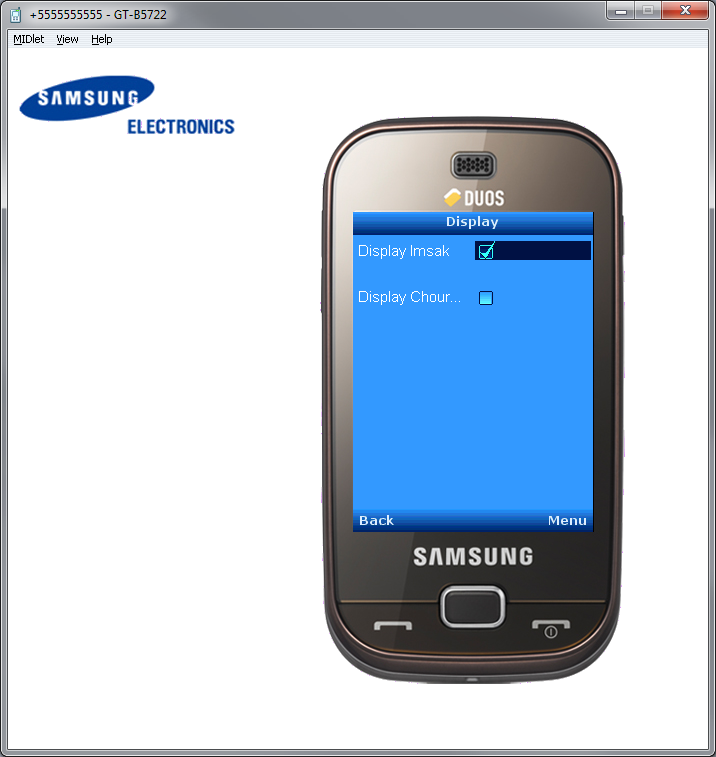 +5555555555 - GT-B5722
MIDlet View Help
SAMSUNG
ELECTRONICS
DUOS
Display
Display Imsak
Display Chour...
Back Menu
SAMSUNG